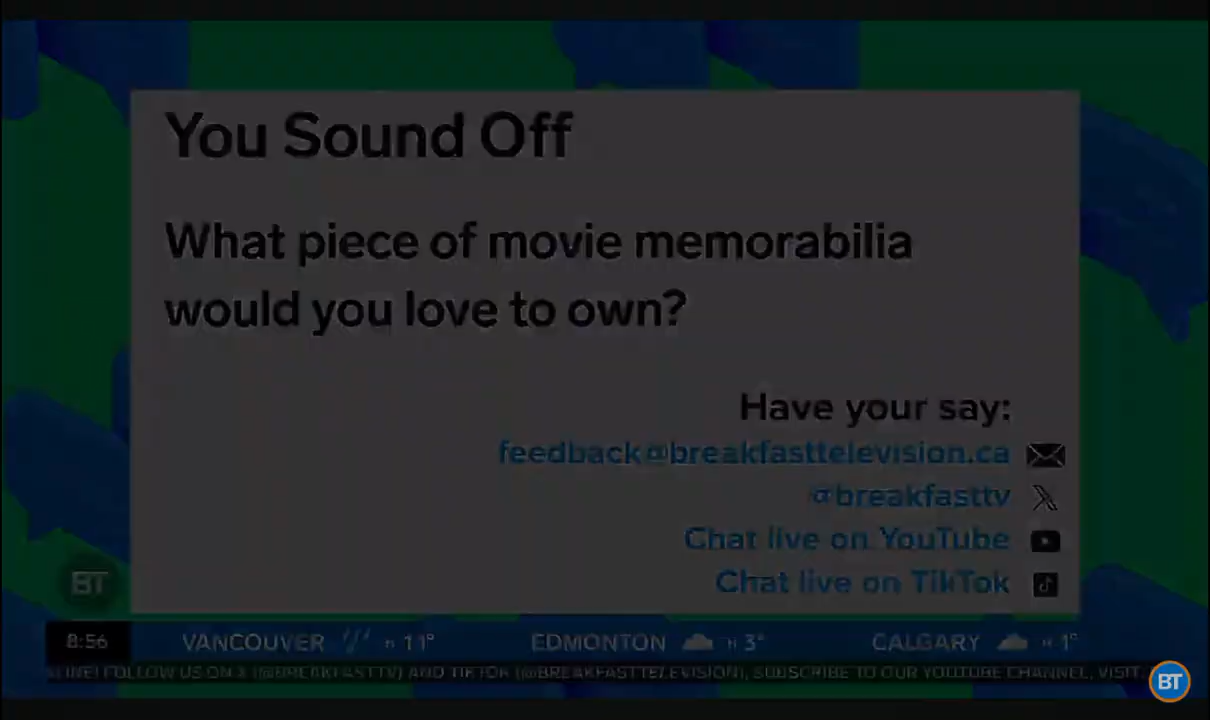 You Sound Off
What piece of movie memorabilia
would you love to own?
Have your say:
feedback@breakfasttelevision.ca
@breakfasttv
Chat live on YouTube
Chat live on TikTok
BT
8:56 VANCOUVER H 11° EDMONTON H 3° CALGARY H 1°
FOLLOW US ON X (@BREAKFASTTV) AND TIKTOK (@BREAKFASTTELEVISION), SUBSCRIBE TO OUR YOUTUBE CHANNEL, VISIT
BT